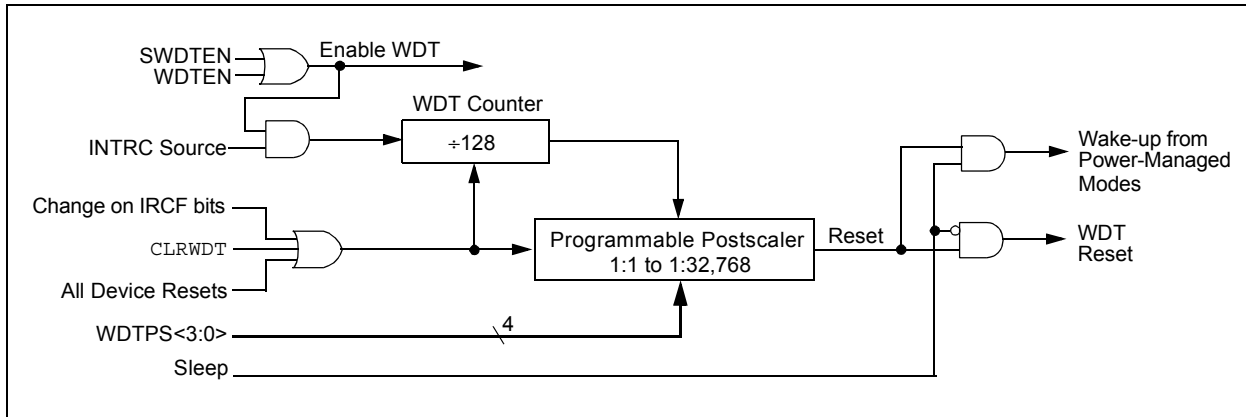 SWDTEN
WDTEN
Enable WDT
WDT Counter
INTRC Source
÷128
Wake-up from
Power-Managed
Modes
Change on IRCF bits
CLRWDT
All Device Resets
Programmable Postscaler
1:1 to 1:32,768
Reset
WDT
Reset
WDTPS<3:0>
4
Sleep